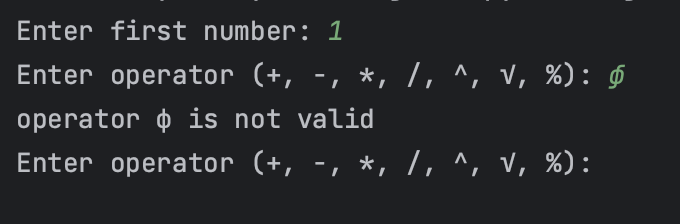 Enter first number: 1
Enter operator (+, -, *, /, ^, √, %): ф
operator ф is not valid
Enter operator (+, -, *, /, ^, √, %):